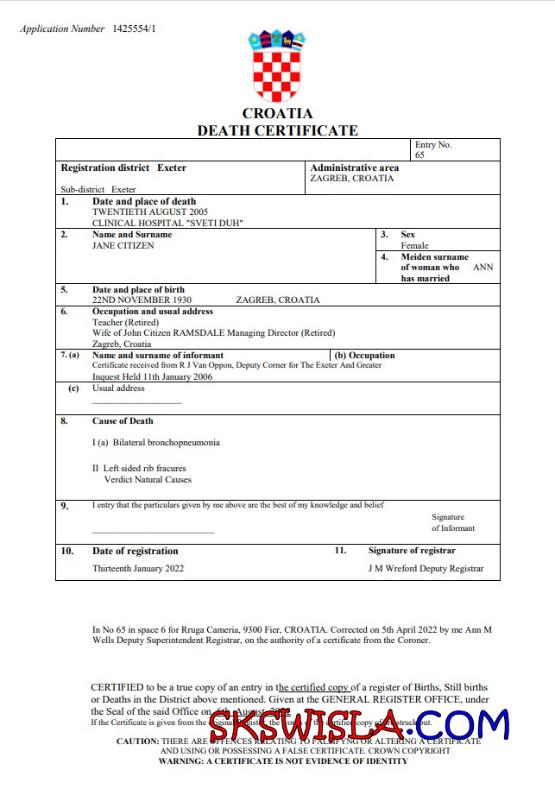 Application Number 1425554/1
CROATIA
DEATH CERTIFICATE
Entry No.
65
Registration district Exeter
Sub-district Exeter
Administrative area
ZAGREB, CROATIA
1. Date and place of death
TWENTIETH AUGUST 2005
CLINICAL HOSPITAL "SVETI DUH"
2. Name and Surname
JANE CITIZEN
3. Sex
Female
4. Meiden surname
of woman who ANN
has married
5. Date and place of birth
22ND NOVEMBER 1930 ZAGREB, CROATIA
6. Occupation and usual address
Teacher (Retired)
Wife of John Citizen RAMSDALE Managing Director (Retired)
Zagreb, Croatia
7. (a) Name and surname of informant (b) Occupation
Certificate received from R J Van Oppon, Deputy Corner for The Exeter And Greater
Inquest Held 11th January 2006
(c) Usual address
8. Cause of Death
I (a) Bilateral bronchopneumonia
II Left sided rib fracures
Verdict Natural Causes
9. I entry that the particulars given by me above are the best of my knowledge and belief
Signature
of Informant
10. Date of registration
Thirteenth January 2022
11. Signature of registrar
J M Wreford Deputy Registrar
In No 65 in space 6 for Rruga Cameria, 9300 Fier, CROATIA. Corrected on 5th April 2022 by me Ann M
Wells Deputy Superintendent Registrar, on the authority of a certificate from the Coroner.
CERTIFIED to be a true copy of an entry in the certified copy of a register of Births, Still births
or Deaths in the District above mentioned. Given at the GENERAL REGISTER OFFICE, under
the Seal of the said Office on August
If the Certificate is given from the the of the certified copy struck out.
SKSWISLA.COM
CAUTION: THERE ARE OFFENCES RELATING TO FALSIFYNG OR ALTERING A CERTIFICATE
AND USING OR POSSESSING A FALSE CERTIFICATE. CROWN COPYRIGHT
WARNING: A CERTIFICATE IS NOT EVIDENCE OF IDENTITY